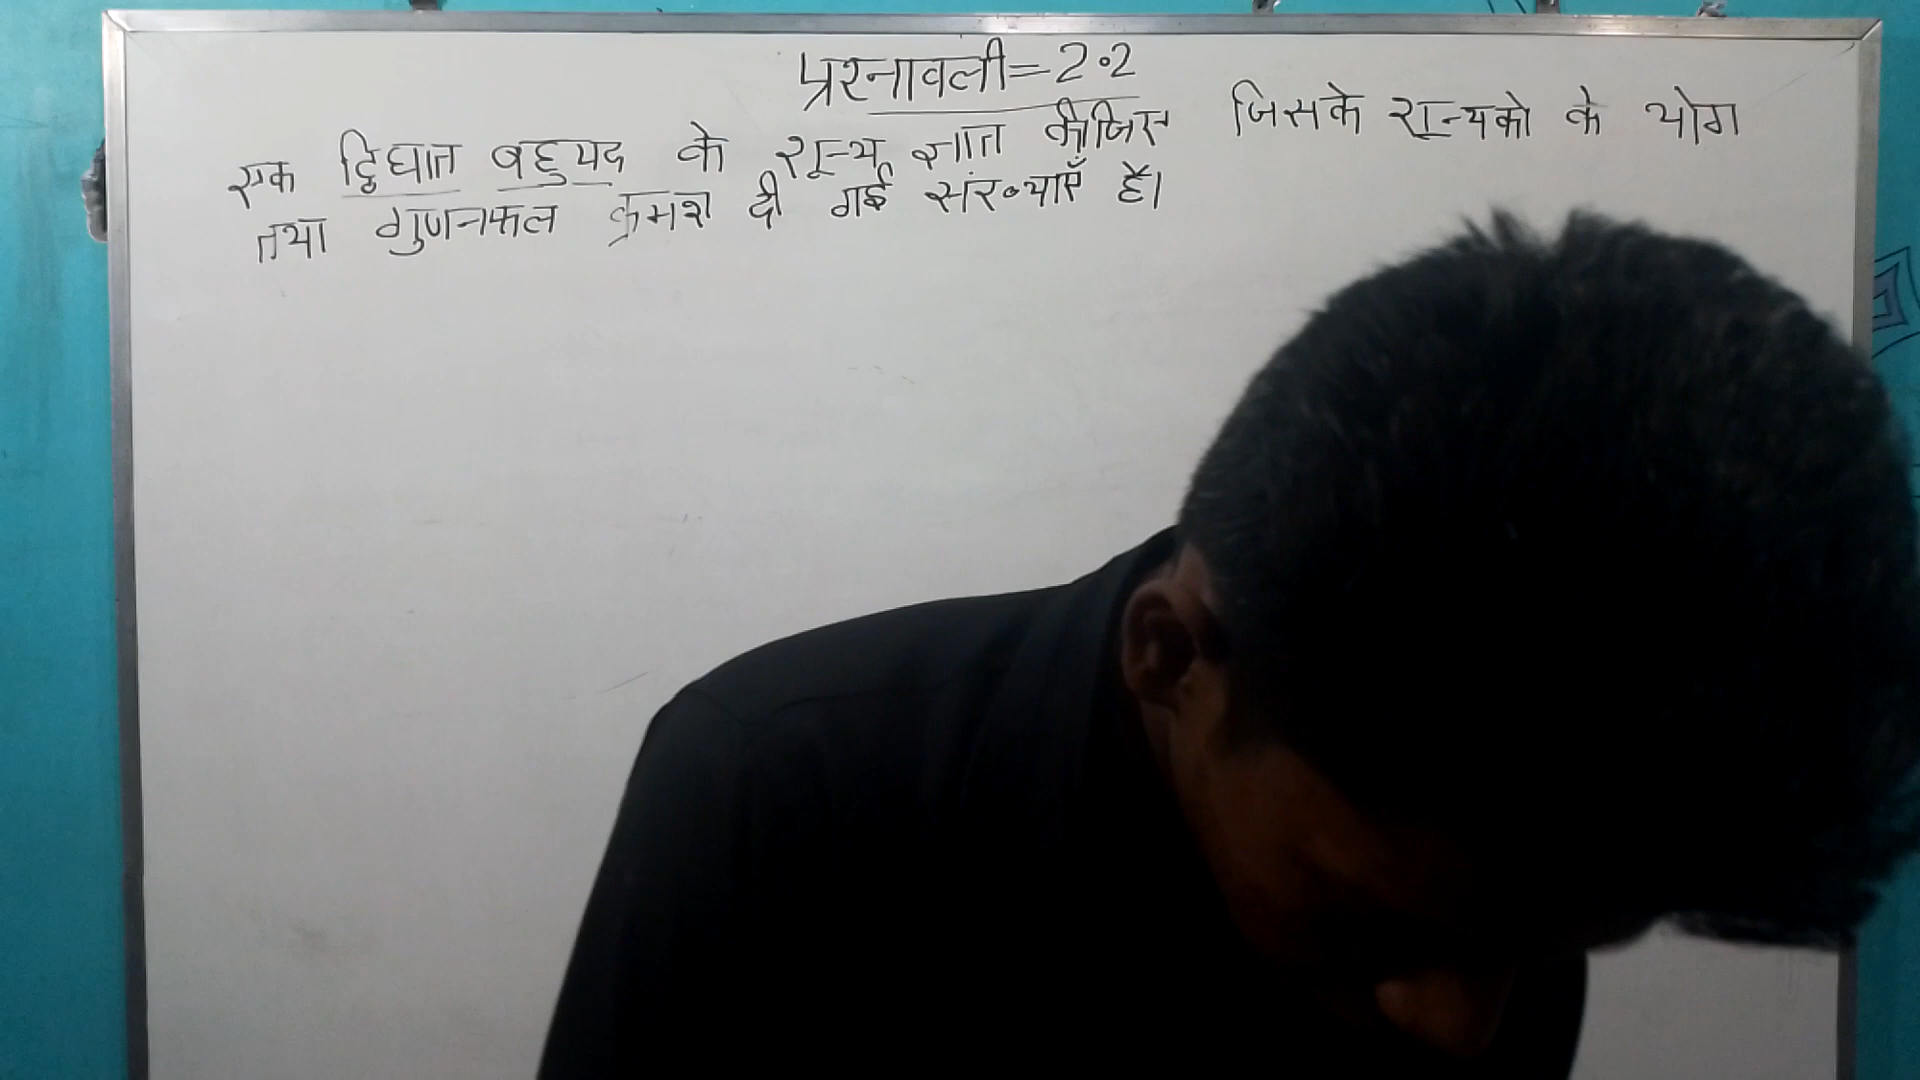 प्रश्नावली=2.2
एक द्विघात बहुपद के शून्य ज्ञात कीजिए जिसके शून्यको के योग
तथा गुणनफल क्रमश दी गई संख्याएँ हैं।